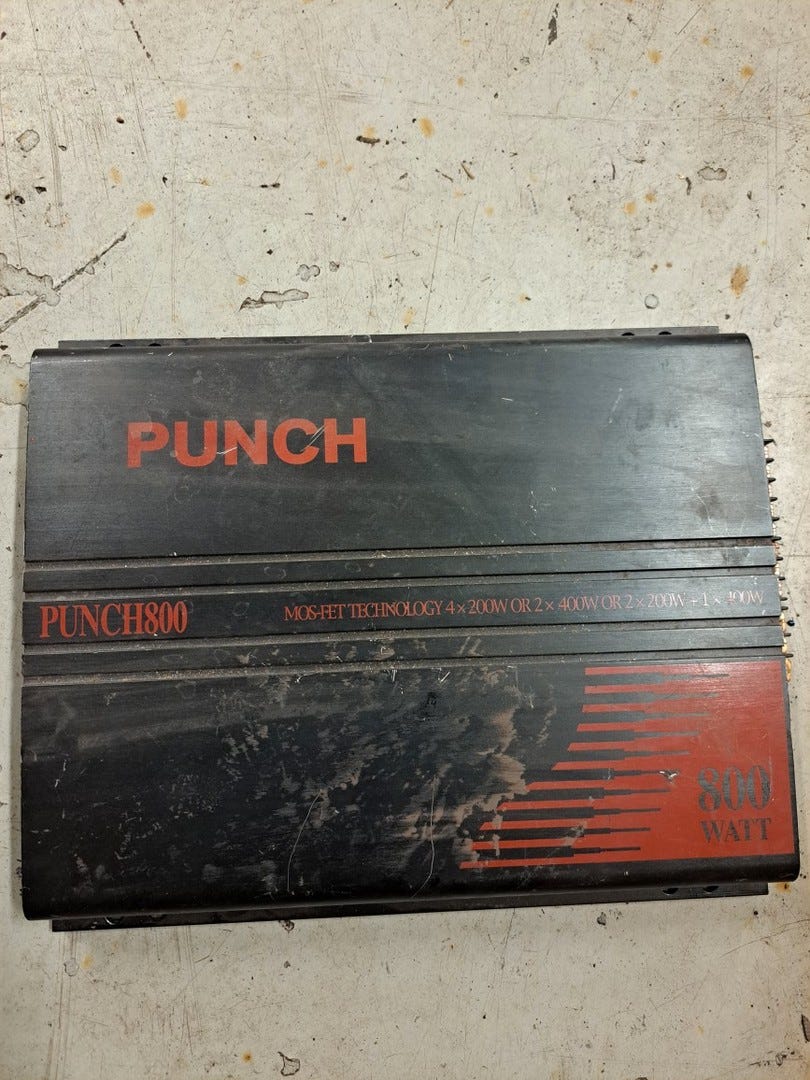 PUNCH
PUNCH800
MOS-FET TECHNOLOGY 4×200W OR 2×400W OR 2×200W+1×400W
800
WATT